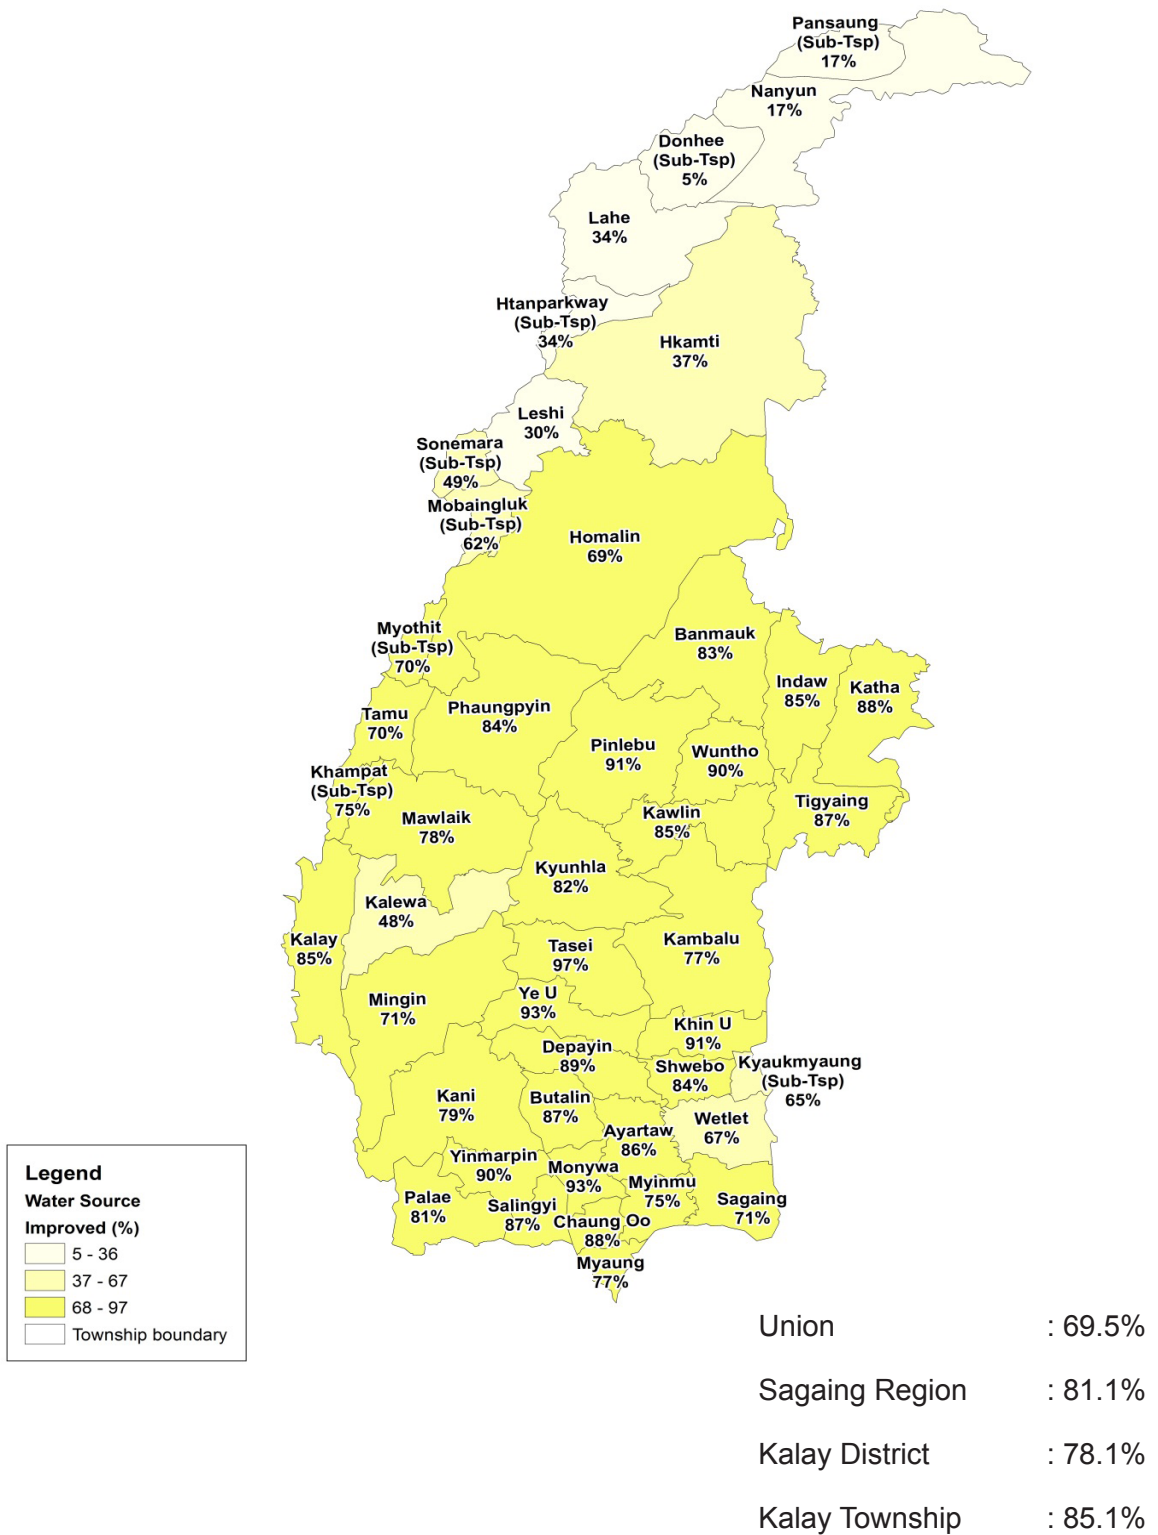 Pansaung
(Sub-Tsp)
17%
Nanyun
17%
Donhee
(Sub-Tsp)
5%
Lahe
34%
Htanparkway
(Sub-Tsp)
34%
Hkamti
37%
Leshi
30%
Sonemara
(Sub-Tsp)
49%
Mobaingluk
(Sub-Tsp)
62%
Homalin
69%
Myothit
(Sub-Tsp)
70%
Banmauk
83%
Indaw
85%
Katha
88%
Tamu
70%
Phaungpyin
84%
Pinlebu
91%
Wuntho
90%
Khampat
(Sub-Tsp)
75%
Mawlaik
78%
Kawlin
85%
Tigyaing
87%
Kyunhla
82%
Kalewa
48%
Kalay
85%
Tasei
97%
Kambalu
77%
Mingin
71%
Ye U
93%
Khin U
91%
Depayin
89%
Shwebo
84%
Kyaukmyaung
(Sub-Tsp)
65%
Kani
79%
Butalin
87%
Wetlet
67%
Ayartaw
86%
Yinmarpin
90%
Monywa
93%
Myinmu
75%
Sagaing
71%
Palae
81%
Salingyi
87%
Chaung Oo
88%
Myaung
77%
Legend
Water Source
Improved (%)
5 - 36
37 - 67
68 - 97
Township boundary
Union : 69.5%
Sagaing Region : 81.1%
Kalay District : 78.1%
Kalay Township : 85.1%